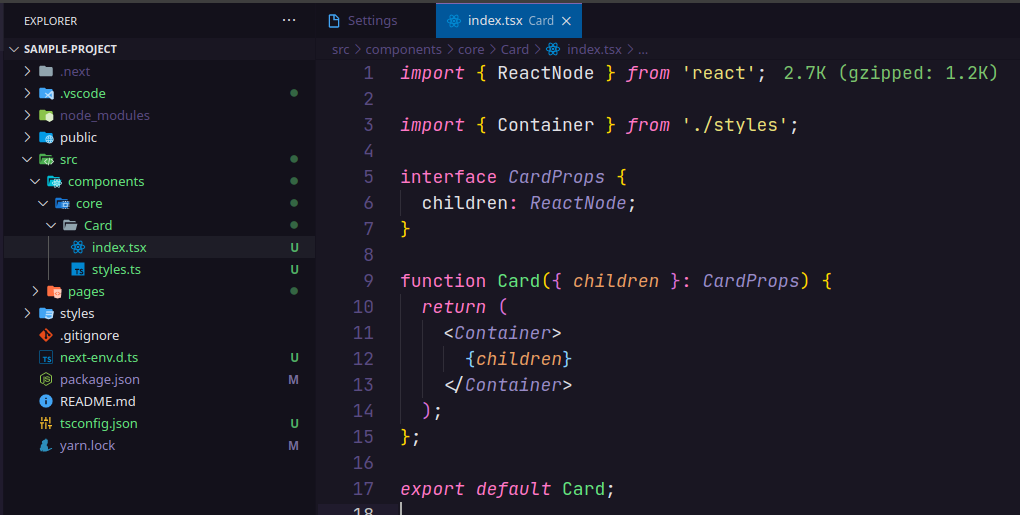 EXPLORER ...
SAMPLE-PROJECT
.next
.vscode
node_modules
public
src
components
core
Card
index.tsx U
styles.ts U
pages
styles
.gitignore
next-env.d.ts U
package.json M
README.md
tsconfig.json U
yarn.lock M
Settings
index.tsx Card ×
src > components > core > Card > index.tsx > ...
1 import { ReactNode } from 'react'; 2.7K (gzipped: 1.2K)
2
3 import { Container } from './styles';
4
5 interface CardProps {
6   children: ReactNode;
7 }
8
9 function Card({ children }: CardProps) {
10   return (
11     <Container>
12       {children}
13     </Container>
14   );
15 };
16
17 export default Card;
18